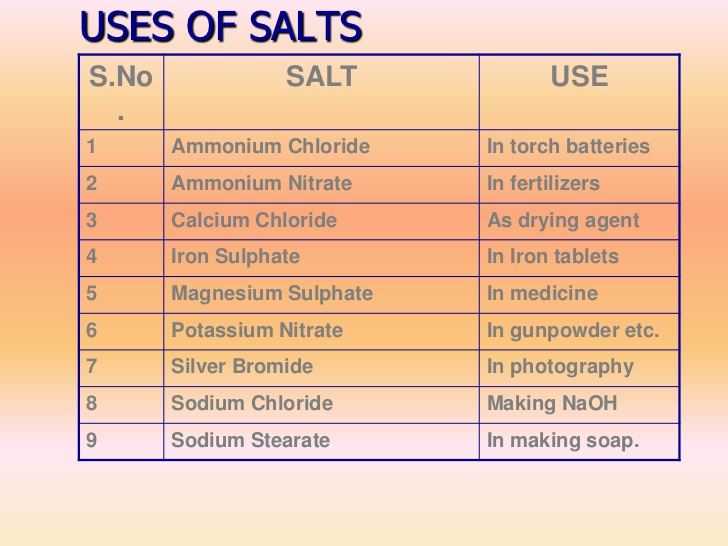 USES OF SALTS
S.No SALT USE
.
1 Ammonium Chloride In torch batteries
2 Ammonium Nitrate In fertilizers
3 Calcium Chloride As drying agent
4 Iron Sulphate In Iron tablets
5 Magnesium Sulphate In medicine
6 Potassium Nitrate In gunpowder etc.
7 Silver Bromide In photography
8 Sodium Chloride Making NaOH
9 Sodium Stearate In making soap.